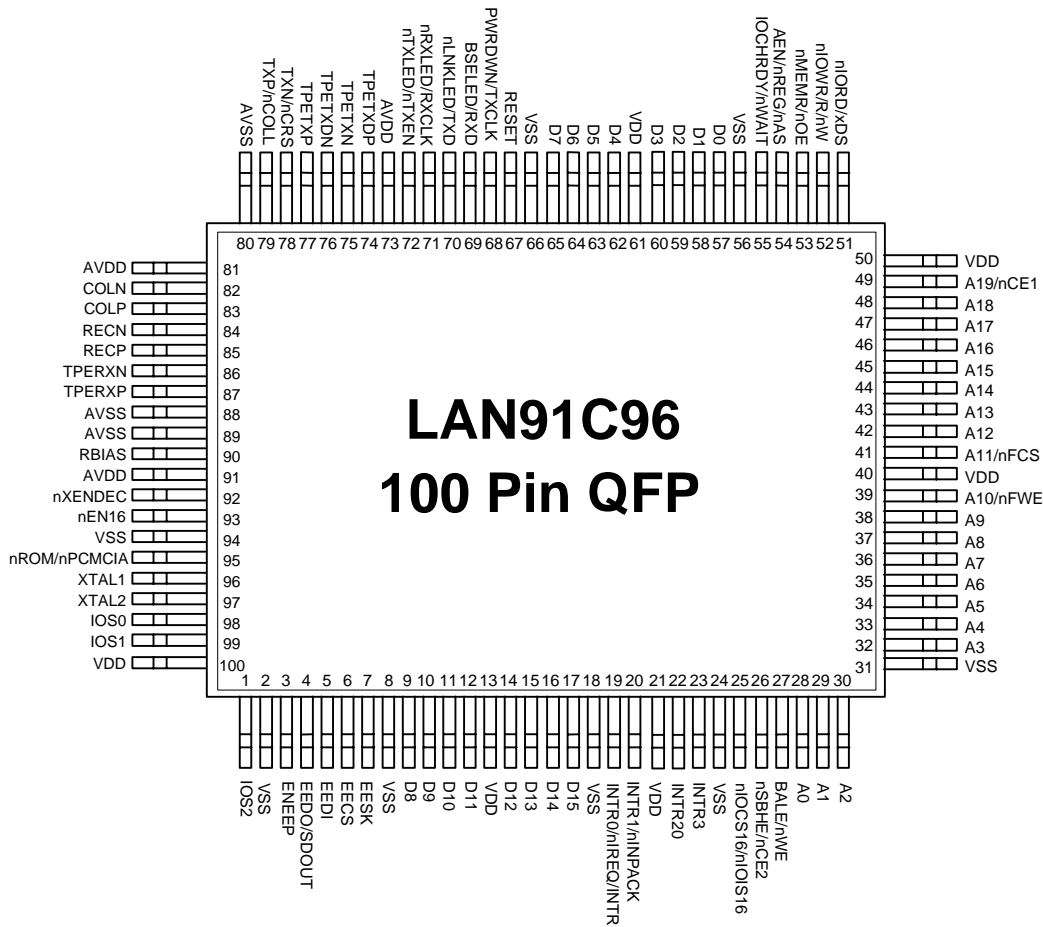 AVSS
TXP/nCOLL
TXN/nCRS
TPETXP
TPETXDN
TPETXN
TPETXDP
AVDD
nTXLED/nTXEN
nRXLED/RXCLK
nLNKLED/TXD
BSELED/RXD
PWRDWN/TXCLK
RESET
VSS
D7
D6
D5
D4
VDD
D3
D2
D1
D0
VSS
IOCHRDY/nWAIT
AEN/nREG/nAS
nMEMR/nOE
nIOWR/R/nW
nIORD/xDS
80 79 78 77 76 75 74 73 72 71 70 69 68 67 66 65 64 63 62 61 60 59 58 57 56 55 54 53 52 51
AVDD 81
COLN 82
COLP 83
RECN 84
RECP 85
TPERXN 86
TPERXP 87
AVSS 88
AVSS 89
RBIAS 90
AVDD 91
nXENDEC 92
nEN16 93
VSS 94
nROM/nPCMCIA 95
XTAL1 96
XTAL2 97
IOS0 98
IOS1 99
VDD 100
LAN91C96
100 Pin QFP
50 VDD
49 A19/nCE1
48 A18
47 A17
46 A16
45 A15
44 A14
43 A13
42 A12
41 A11/nFCS
40 VDD
39 A10/nFWE
38 A9
37 A8
36 A7
35 A6
34 A5
33 A4
32 A3
31 VSS
1 2 3 4 5 6 7 8 9 10 11 12 13 14 15 16 17 18 19 20 21 22 23 24 25 26 27 28 29 30
IOS2
VSS
ENEEP
EEDO/SDOUT
EEDI
EECS
EESK
VSS
D8
D9
D10
D11
VDD
D12
D13
D14
D15
VSS
INTR0/nIREQ/INTR
INTR1/nINPACK
VDD
INTR20
INTR3
VSS
nIOCS16/nIOIS16
nSBHE/nCE2
BALE/nWE
A0
A1
A2